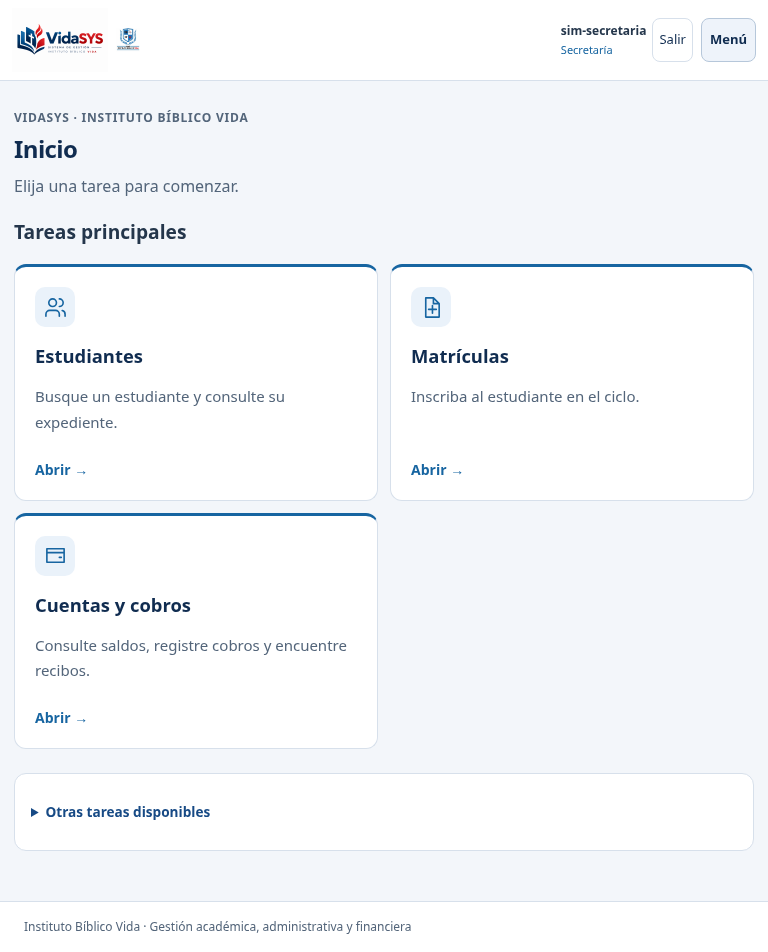 VidaSYS
sim-secretaria
Secretaría
Salir
Menú
VIDASYS · INSTITUTO BÍBLICO VIDA
Inicio
Elija una tarea para comenzar.
Tareas principales
Estudiantes
Busque un estudiante y consulte su
expediente.
Abrir →
Matrículas
Inscriba al estudiante en el ciclo.
Abrir →
Cuentas y cobros
Consulte saldos, registre cobros y encuentre
recibos.
Abrir →
Otras tareas disponibles
Instituto Bíblico Vida · Gestión académica, administrativa y financiera